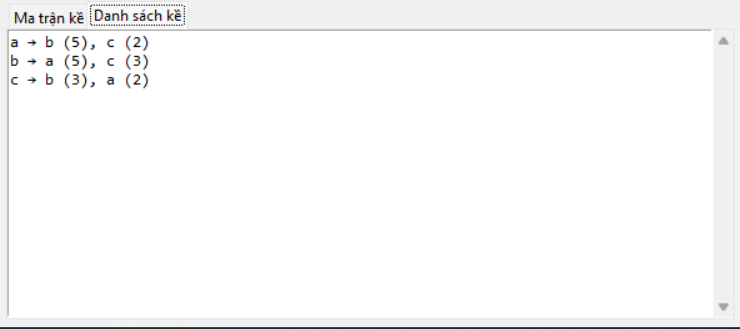 Ma trận kề Danh sách kề
a → b (5), c (2)
b → a (5), c (3)
c → b (3), a (2)